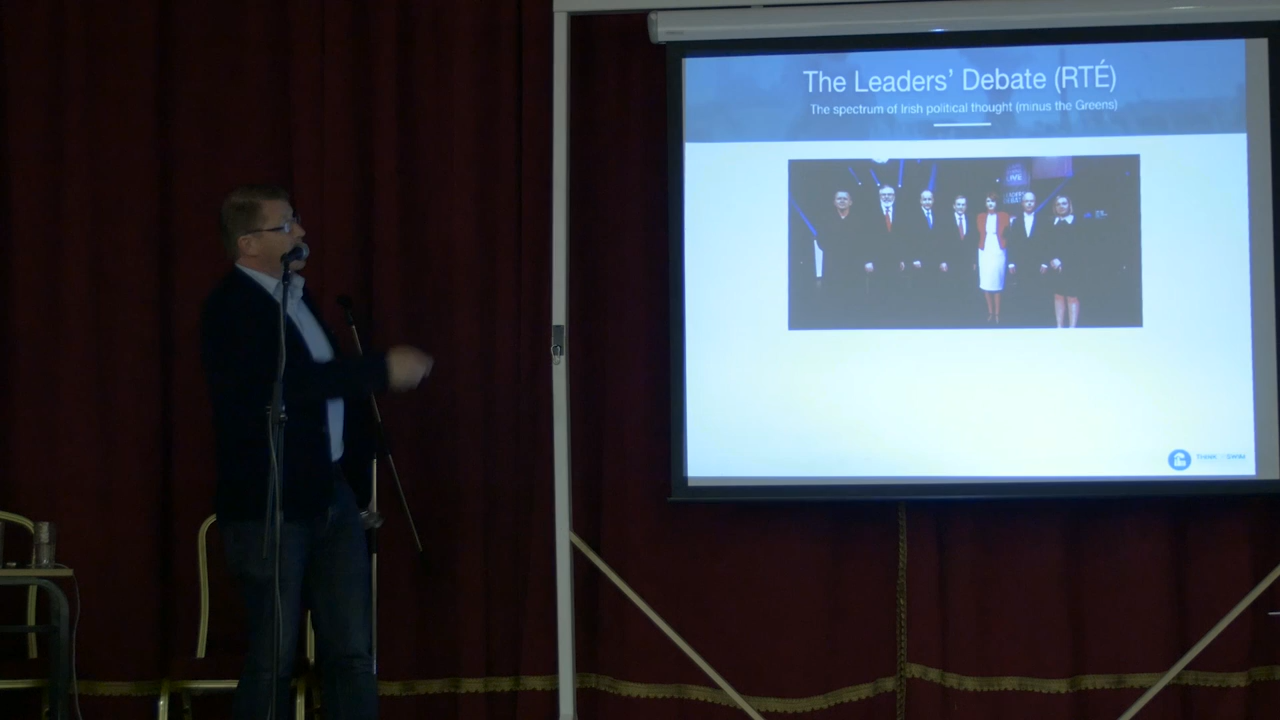 The Leaders' Debate (RTÉ)
The spectrum of Irish political thought (minus the Greens)